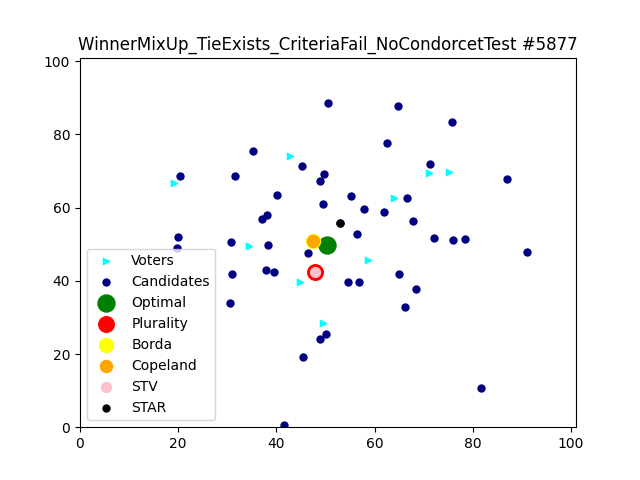 WinnerMixUp_TieExists_CriteriaFail_NoCondorcetTest #5877
100
80
60
40
20
0
Voters
Candidates
Optimal
Plurality
Borda
Copeland
STV
STAR
0 20 40 60 80 100